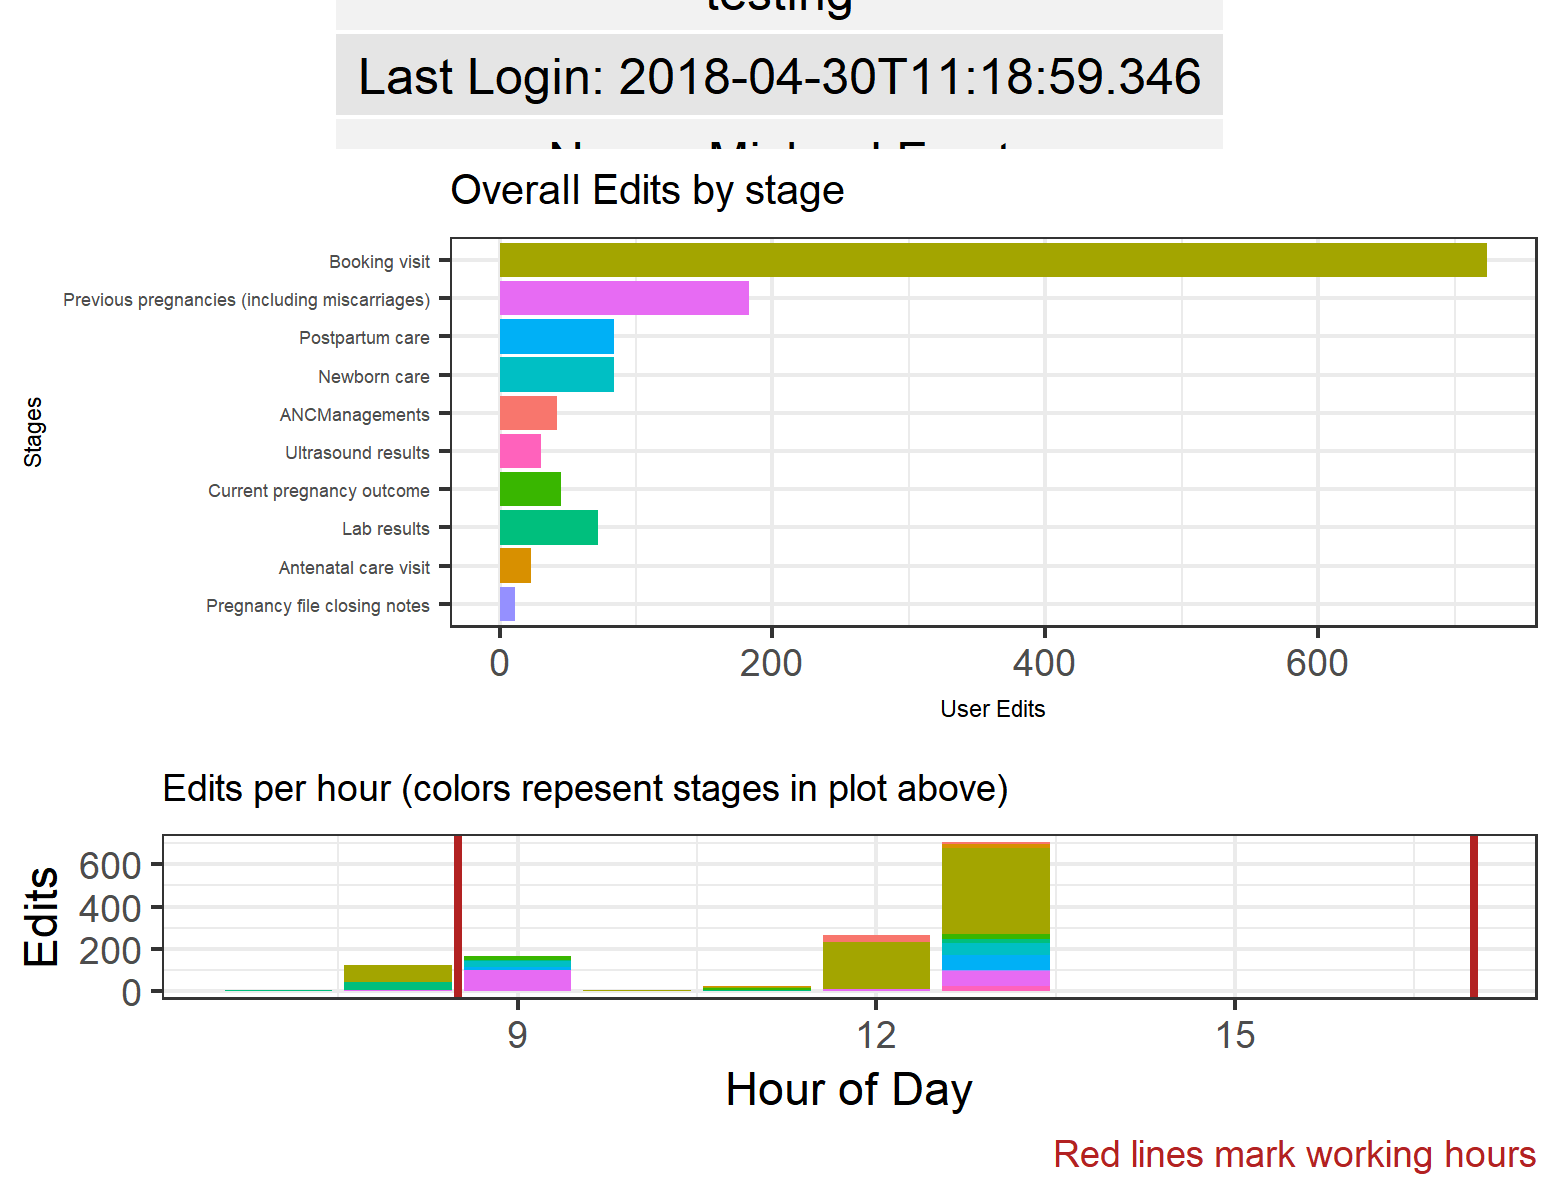 testing
Last Login: 2018-04-30T11:18:59.346
Overall Edits by stage
Stages
Booking visit
Previous pregnancies (including miscarriages)
Postpartum care
Newborn care
ANCManagements
Ultrasound results
Current pregnancy outcome
Lab results
Antenatal care visit
Pregnancy file closing notes
0 200 400 600
User Edits
Edits per hour (colors repesent stages in plot above)
Edits
600
400
200
0
9 12 15
Hour of Day
Red lines mark working hours